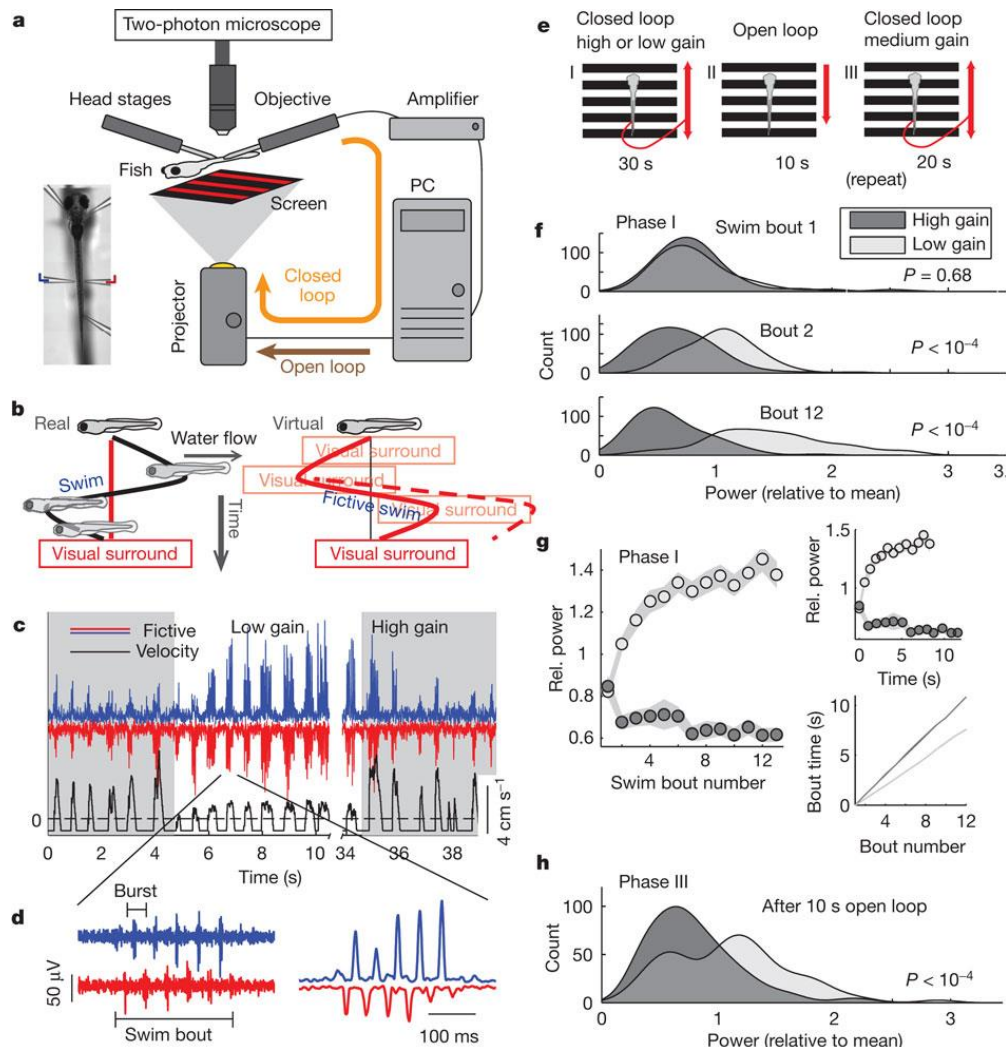 a
Two-photon microscope
Head stages
Objective
Amplifier
Fish
Screen
PC
Closed
loop
Projector
Open loop
b
Real
Water flow
Swim
Time
Visual surround
Virtual
Visual surround
Visual surround
Fictive swim
Visual surround
Visual surround
c
Fictive
Velocity
Low gain
High gain
0
4 cm s⁻¹
0 2 4 6 8 10 34 36 38
Time (s)
d
Burst
50 µV
Swim bout
100 ms
e
Closed loop
high or low gain
Open loop
Closed loop
medium gain
I
II
III
30 s
10 s
20 s
(repeat)
f
Phase I
Swim bout 1
High gain
Low gain
100
0
P = 0.68
Bout 2
100
0
P < 10⁻⁴
Count
Bout 12
100
0
P < 10⁻⁴
0 1 2 3 3.
Power (relative to mean)
g
Phase I
1.4
1.2
1.0
0.8
0.6
Rel. power
4 8 12
Swim bout number
1.5
1
Rel. power
0 5 10
Time (s)
10
5
0
Bout time (s)
4 8 12
Bout number
h
Phase III
After 10 s open loop
100
50
0
Count
P < 10⁻⁴
0 1 2 3
Power (relative to mean)